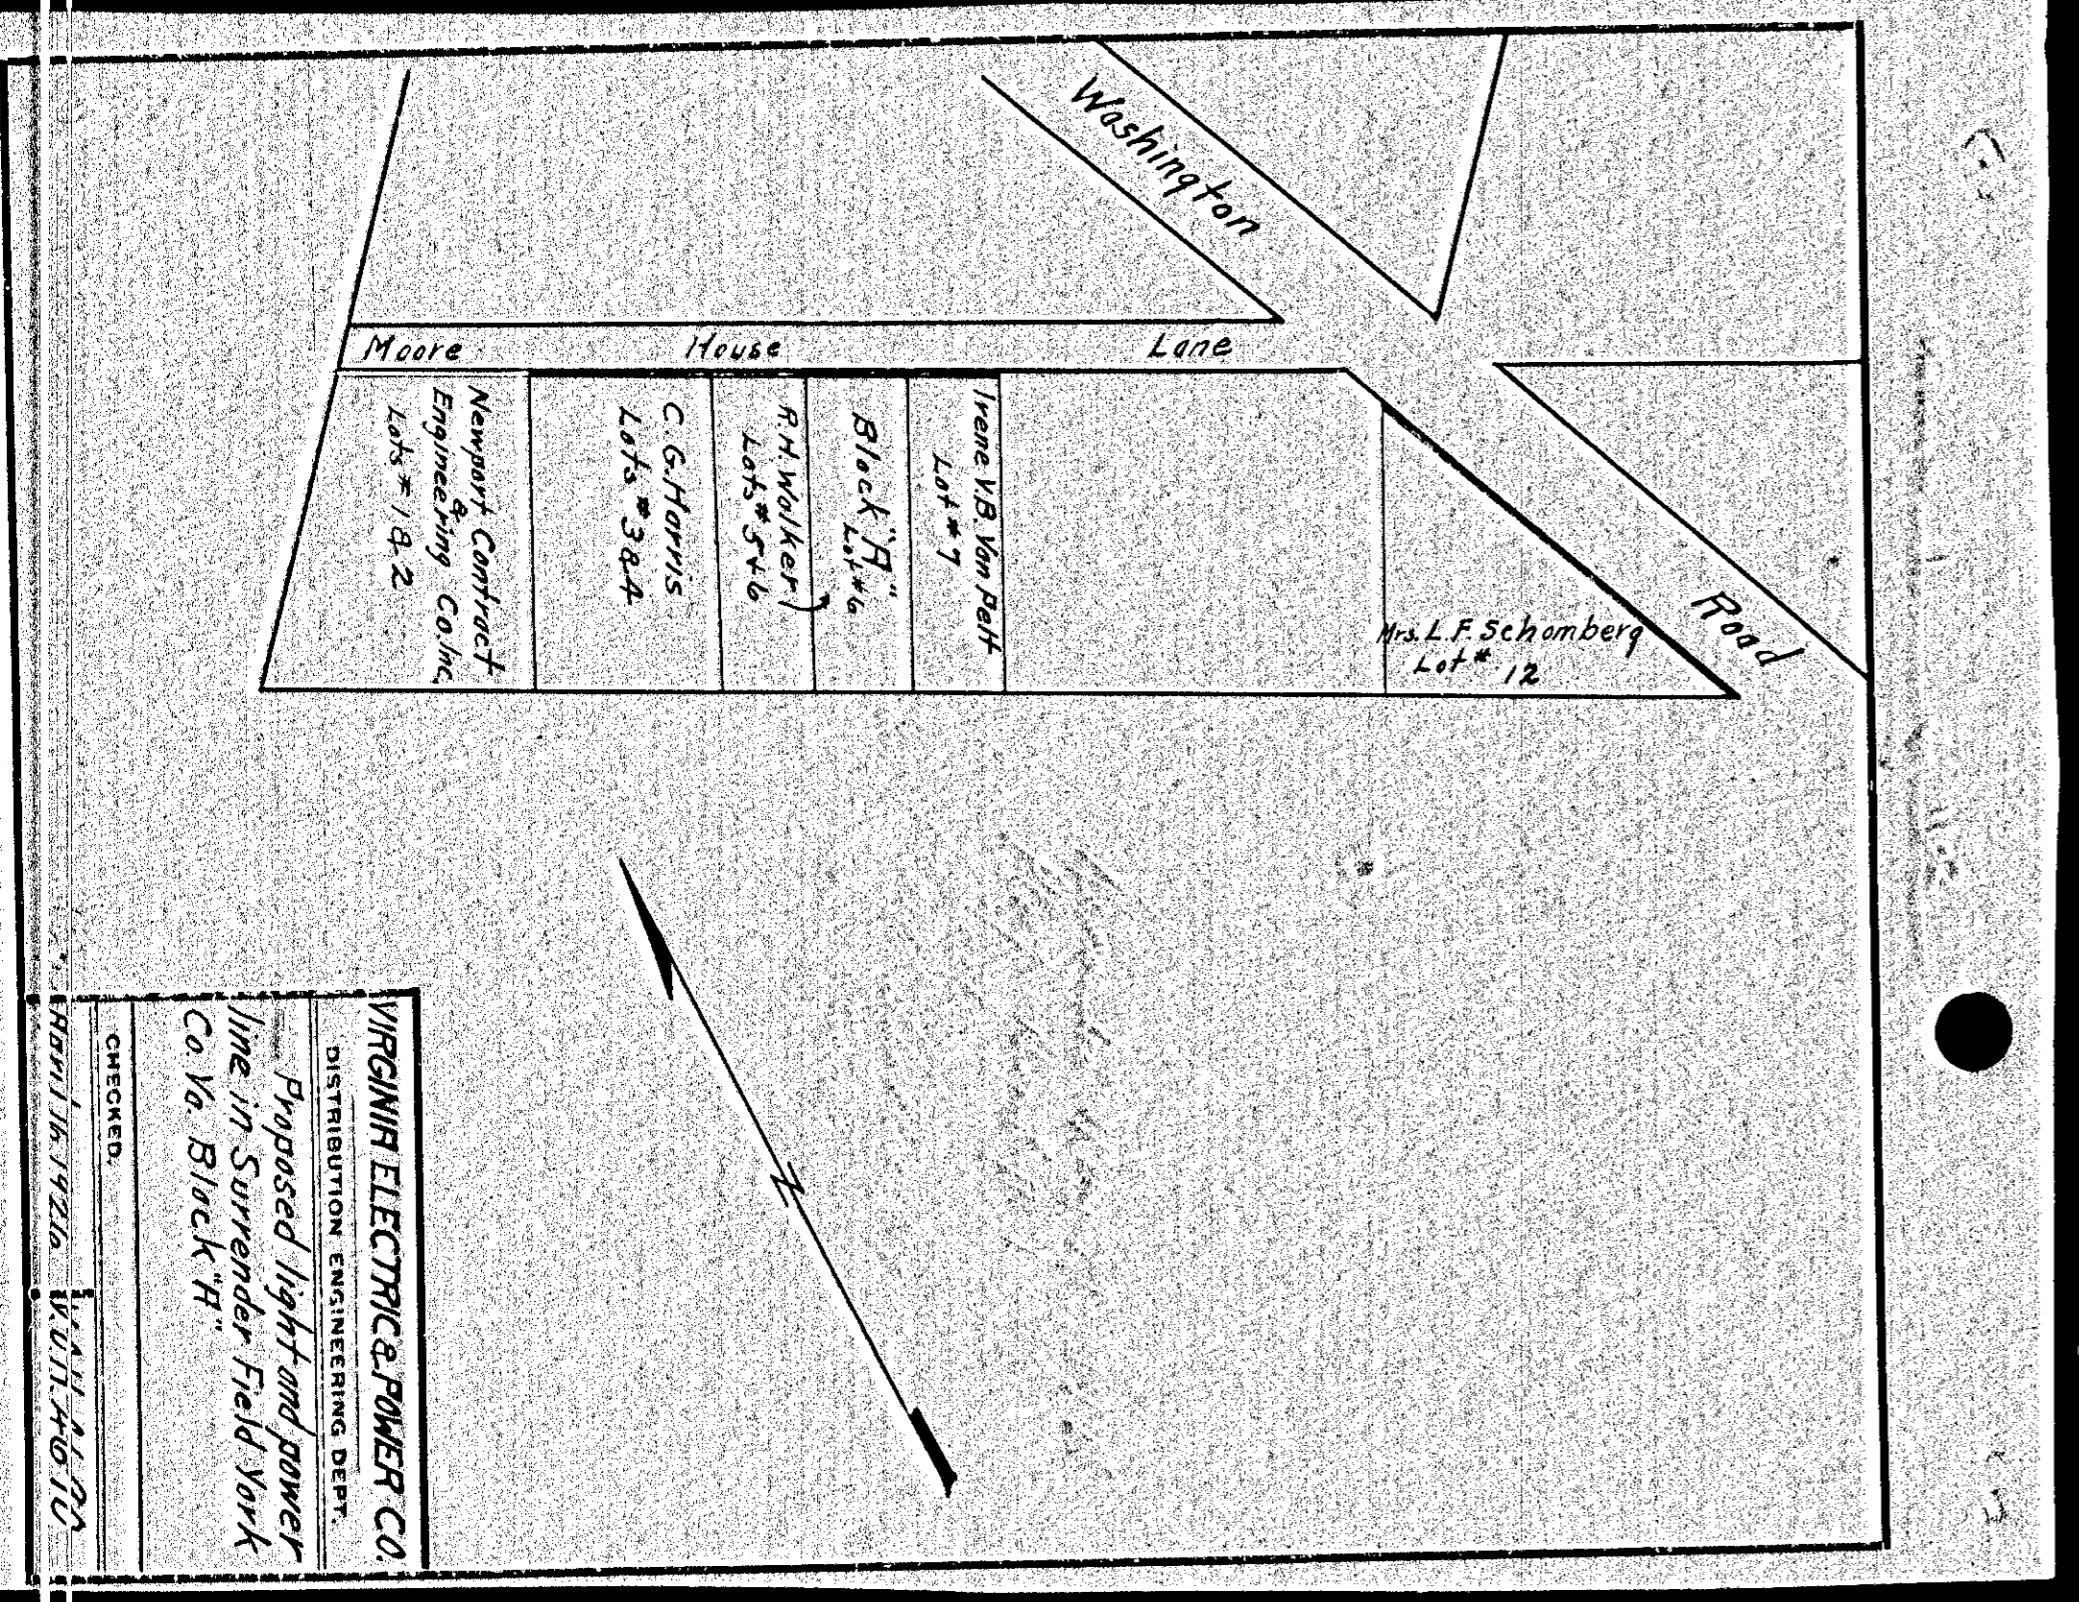 Washington
Road
Moore House Lane
Newport Contract
&
Engineering Co. Inc.
Lots # 1 & 2
C. G. Harris
Lots # 3 & 4
R. H. Walker
Lots # 5 + 6
Block "A"
Lot # 6
Irene V.B. Van Pelt
Lot # 7
Mrs. L. F. Schomberg
Lot # 12
N
VIRGINIA ELECTRIC & POWER CO.
DISTRIBUTION ENGINEERING DEPT.
Proposed light and power
line in Surrender Field York
Co. Va. Block "A"
CHECKED.
April 16 1926